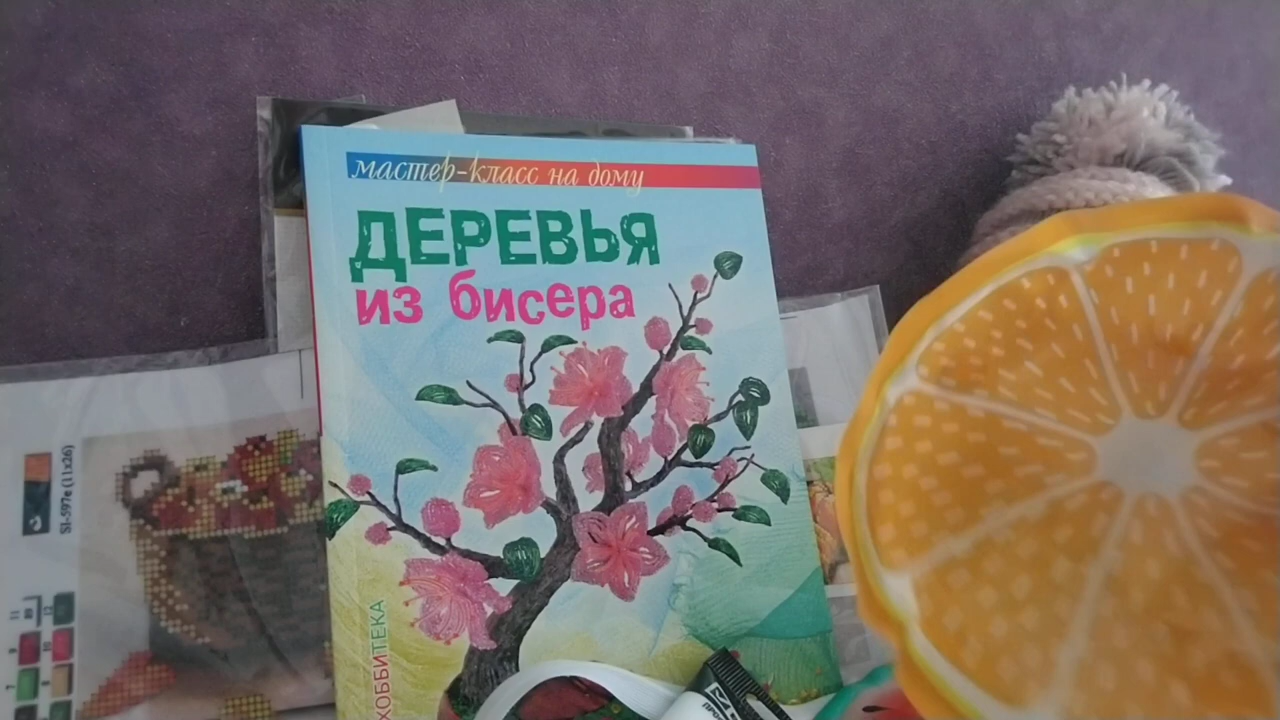 мастер-класс на дому
ДЕРЕВЬЯ
из бисера
ХОББИТЕКА
SI-597e (11x26)